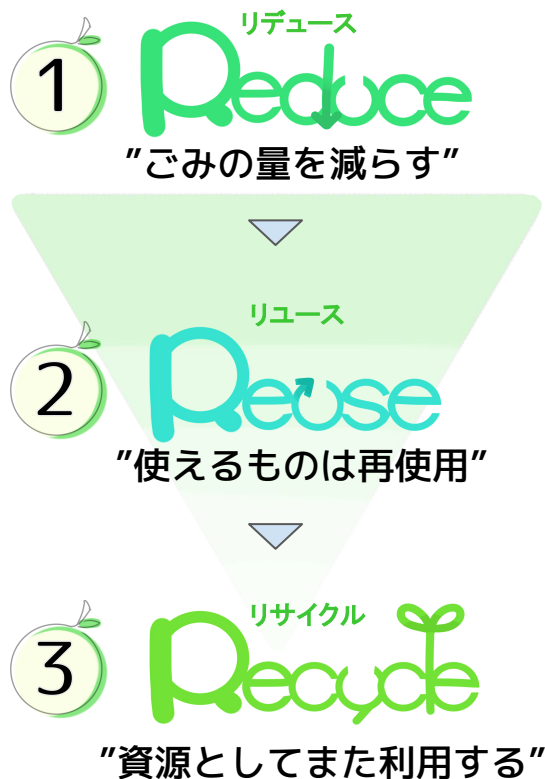 リデュース
1 Reduce
"ごみの量を減らす"
リユース
2 Reuse
"使えるものは再使用"
リサイクル
3 Recycle
"資源としてまた利用する"